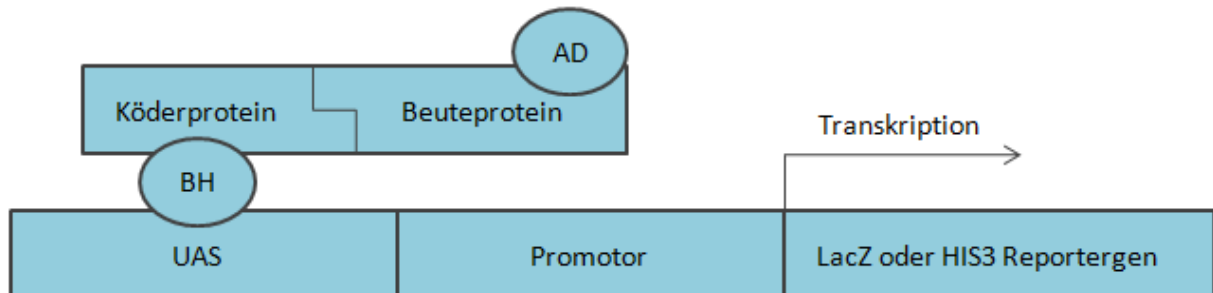 AD
Köderprotein
Beuteprotein
Transkription
BH
UAS
Promotor
LacZ oder HIS3 Reportergen